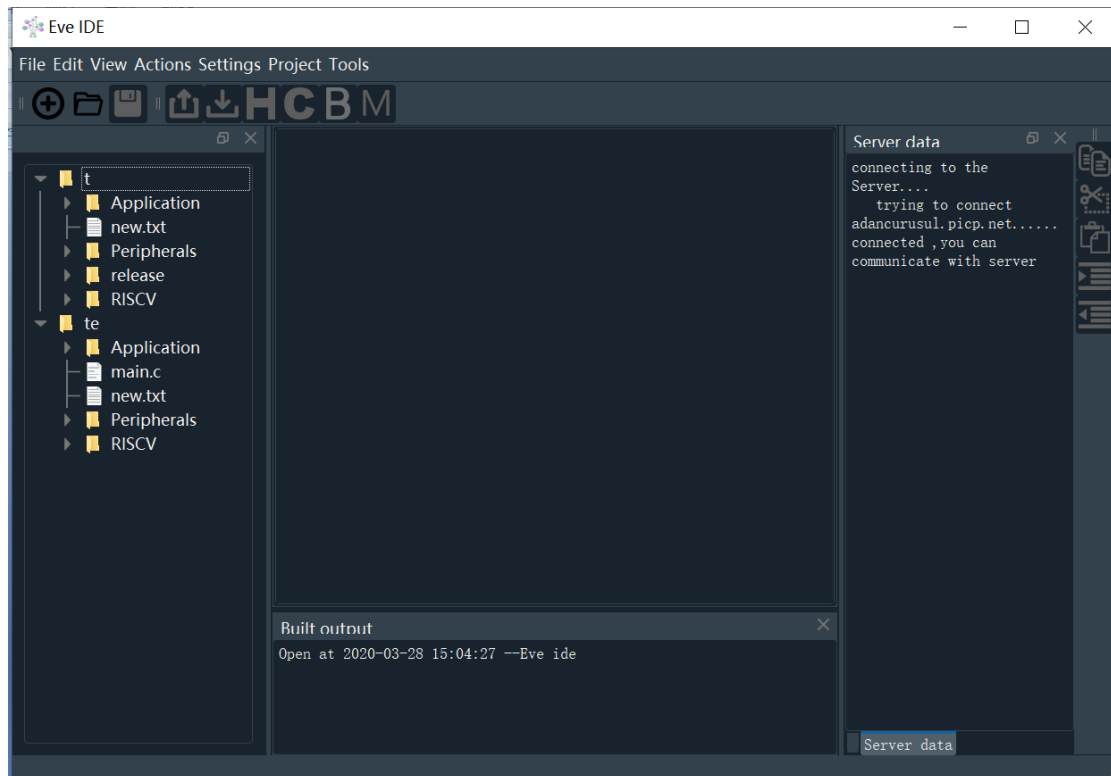 Eve IDE
File Edit View Actions Settings Project Tools
H C B M
t
Application
new.txt
Peripherals
release
RISCV
te
Application
main.c
new.txt
Peripherals
RISCV
Built output
Open at 2020-03-28 15:04:27 --Eve ide
Server data
connecting to the
Server....
trying to connect
adancurusul.picp.net......
connected ,you can
communicate with server
Server data